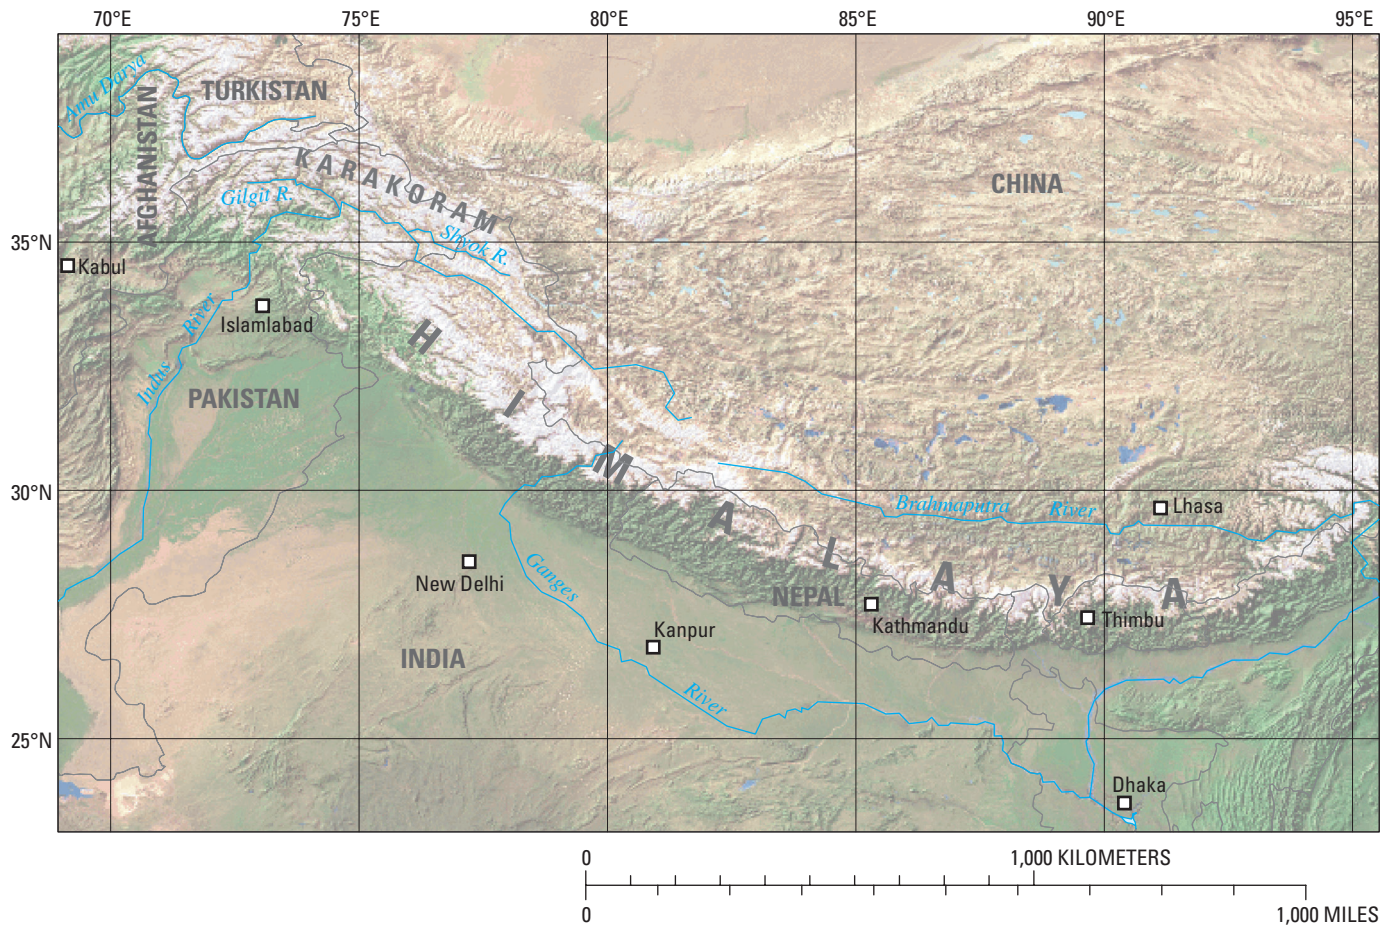 70°E 75°E 80°E 85°E 90°E 95°E
Amu Darya
TURKISTAN
AFGHANISTAN
KARAKORAM
CHINA
Gilgit R.
Shyok R.
35°N
Kabul
Indus River
Islamlabad
HIMALAYA
PAKISTAN
30°N
Brahmaputra River
Lhasa
New Delhi
Ganges River
NEPAL
Kathmandu
Thimbu
Kanpur
INDIA
25°N
Dhaka
0 1,000 KILOMETERS
0 1,000 MILES